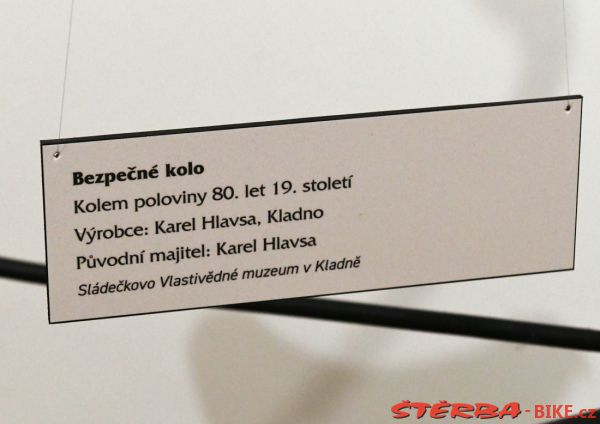 Bezpečné kolo
Kolem poloviny 80. let 19. století
Výrobce: Karel Hlavsa, Kladno
Původní majitel: Karel Hlavsa
Sládečkovo Vlastivědné muzeum v Kladně
ŠTĚRBA-BIKE.cz